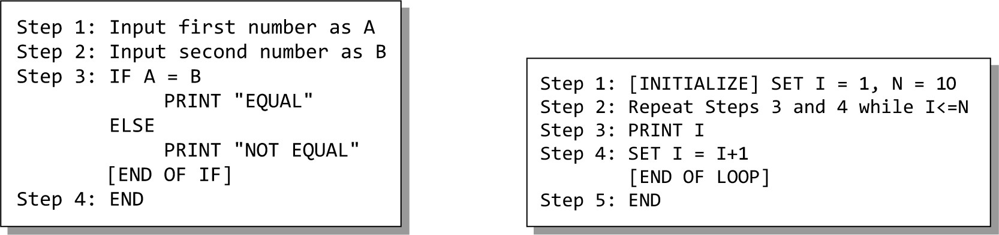 Step 1: Input first number as A
Step 2: Input second number as B
Step 3: IF A = B
PRINT "EQUAL"
ELSE
PRINT "NOT EQUAL"
[END OF IF]
Step 4: END
Step 1: [INITIALIZE] SET I = 1, N = 10
Step 2: Repeat Steps 3 and 4 while I<=N
Step 3: PRINT I
Step 4: SET I = I+1
[END OF LOOP]
Step 5: END